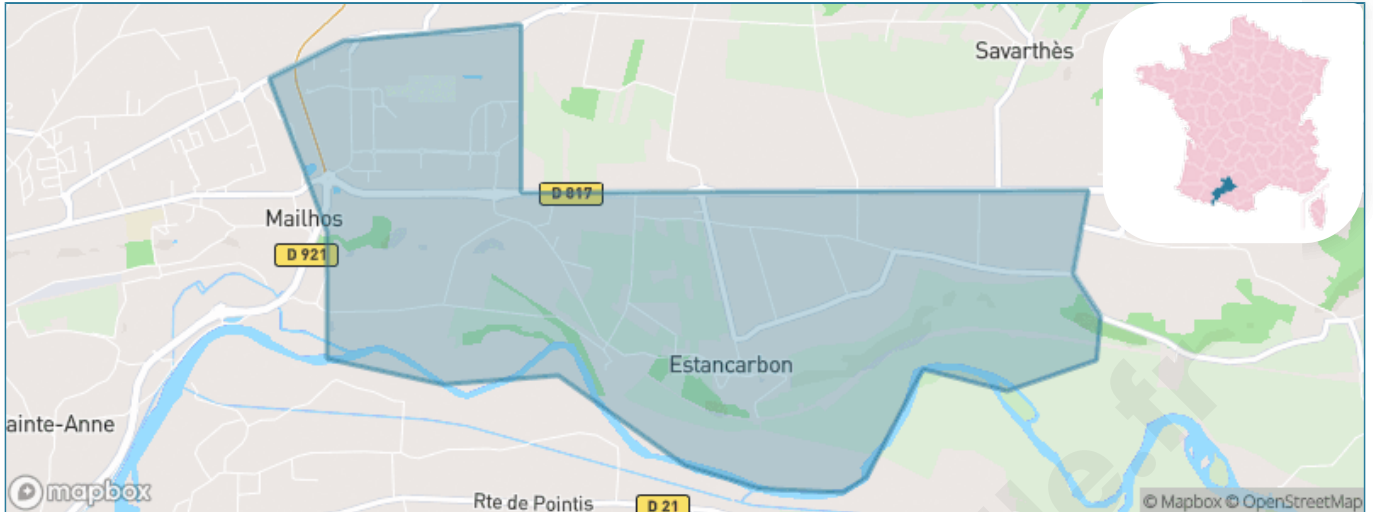 Savarthès
D 817
Mailhos
D 921
Estancarbon
ainte-Anne
mapbox
Rte de Pointis
D 21
© Mapbox © OpenStreetMap